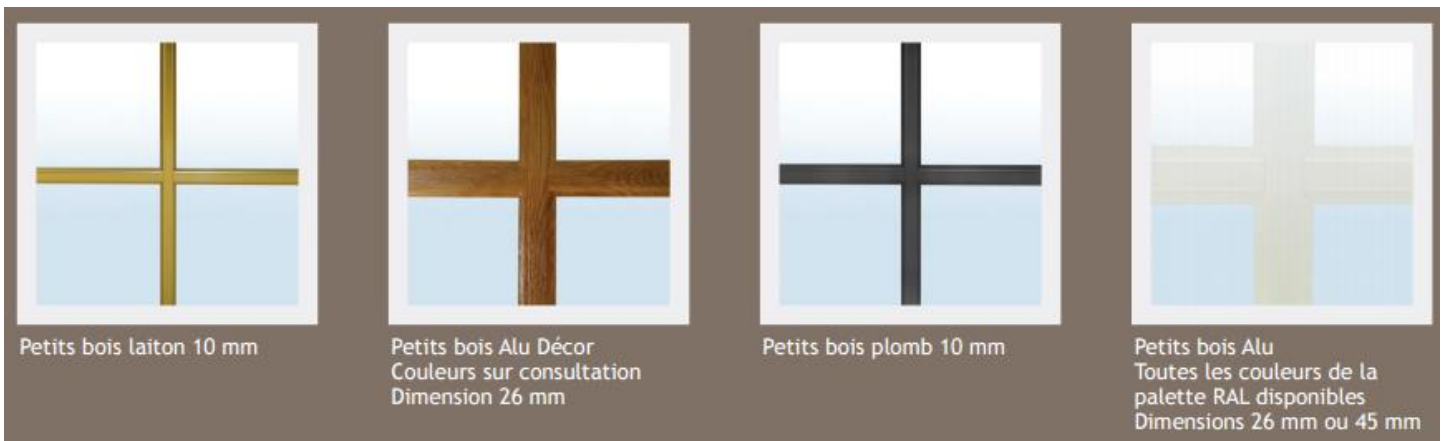 Petits bois laiton 10 mm
Petits bois Alu Décor
Couleurs sur consultation
Dimension 26 mm
Petits bois plomb 10 mm
Petits bois Alu
Toutes les couleurs de la
palette RAL disponibles
Dimensions 26 mm ou 45 mm